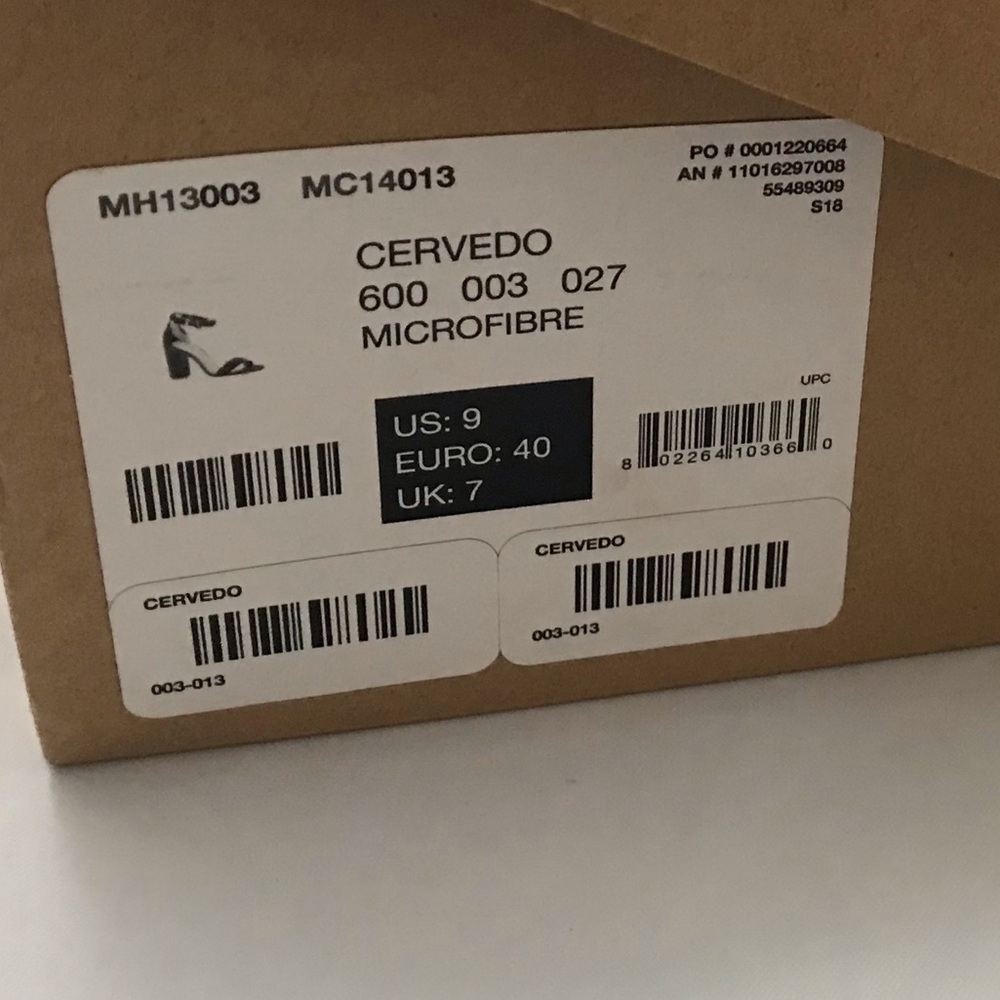 MH13003 MC14013
PO # 0001220664
AN # 11016297008
55489309
S18
CERVEDO
600 003 027
MICROFIBRE
US: 9
EURO: 40
UK: 7
UPC
8 02264 10366 0
CERVEDO
003-013
CERVEDO
003-013